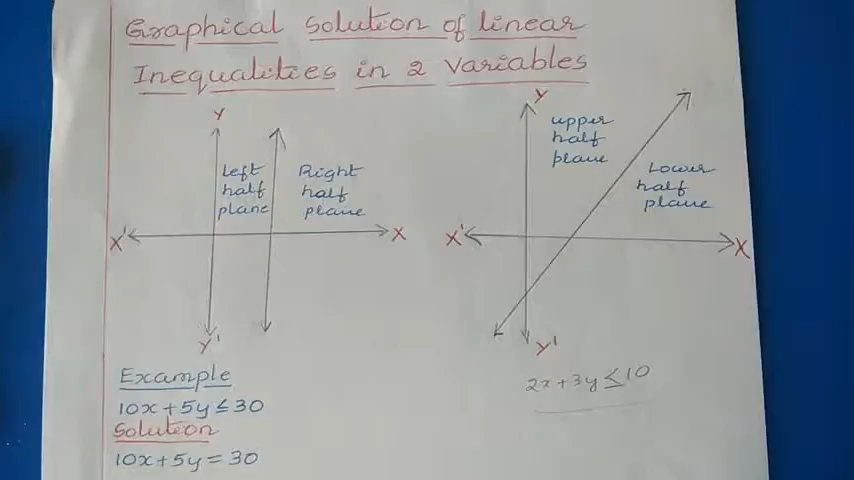 Graphical Solution of linear
Inequalities in 2 Variables
Y
Left
half
plane
Right
half
plane
X'
X
Y'
Y
upper
half
plane
Lower
half
plane
X'
X
Y'
Example
10x+5y≤30
Solution
10x+5y=30
2x+3y≤10